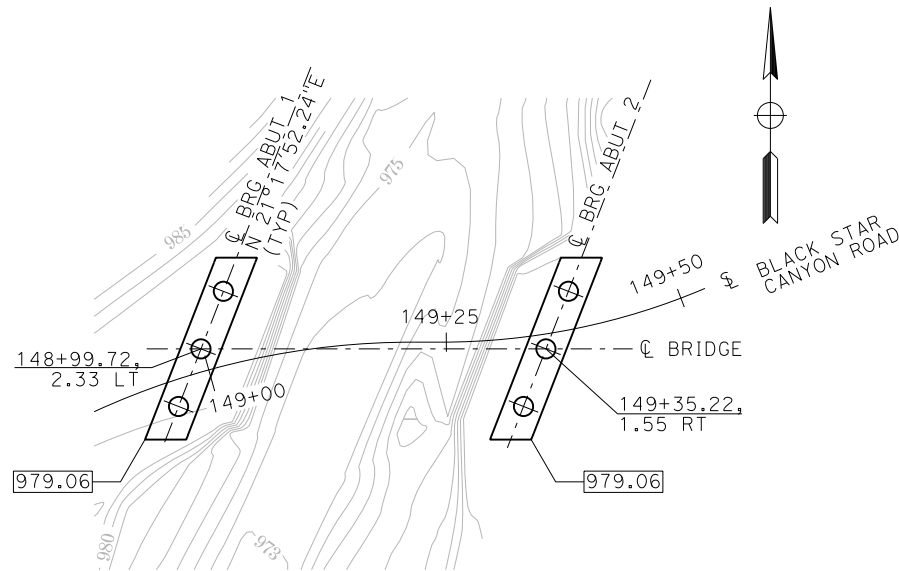 ℄ BRG ABUT 1
N 21°17'52.24"E
(TYP)
℄ BRG ABUT 2
975
985
149+50
℄ BLACK STAR
CANYON ROAD
149+25
℄ BRIDGE
148+99.72,
2.33 LT
149+00
149+35.22,
1.55 RT
979.06
979.06
980
973